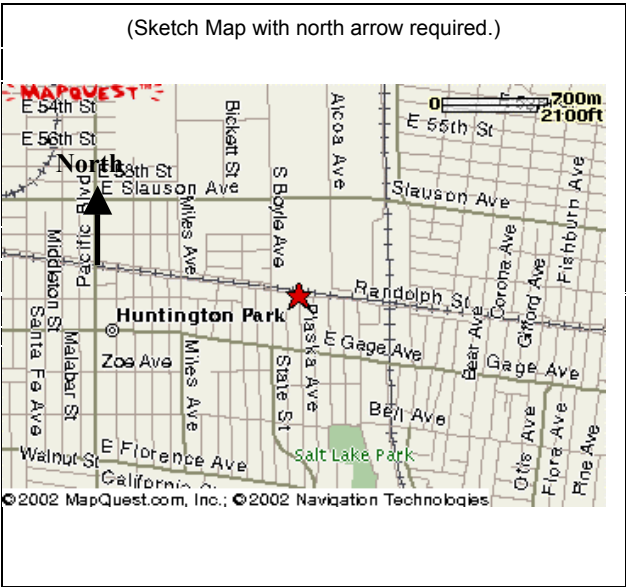 (Sketch Map with north arrow required.)
MAPQUEST™
E 54th St
0 700m
2100ft
E 55th St
E 56th St
Bickett St
Alcoa Ave
North
E 58th St
E Slauson Ave
Slauson Ave
Pacific Blvd
Miles Ave
S Boyle Ave
Fishburn Ave
Middleton St
Corona Ave
Gifford Ave
Randolph St
Huntington Park
Plaska Ave
Santa Fe Ave
Malabar St
Zoe Ave
Miles Ave
State St
E Gage Ave
Bear Ave
Gage Ave
Bell Ave
Otis Ave
Flora Ave
Pine Ave
Walnut St
E Florence Ave
Salt Lake Park
©2002 MapQuest.com, Inc.; ©2002 Navigation Technologies